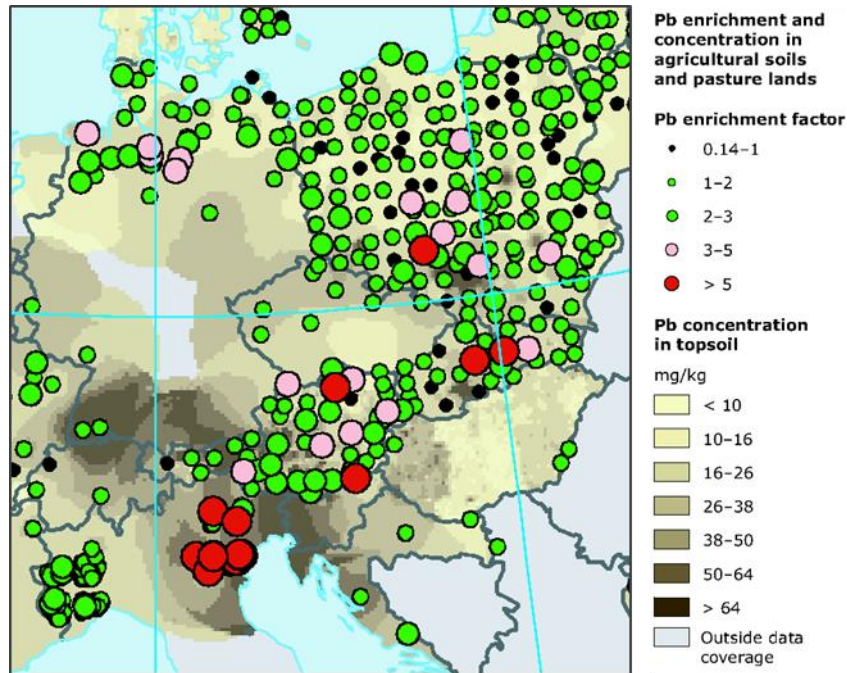 Pb enrichment and
concentration in
agricultural soils
and pasture lands
Pb enrichment factor
0.14–1
1–2
2–3
3–5
> 5
Pb concentration
in topsoil
mg/kg
< 10
10–16
16–26
26–38
38–50
50–64
> 64
Outside data
coverage